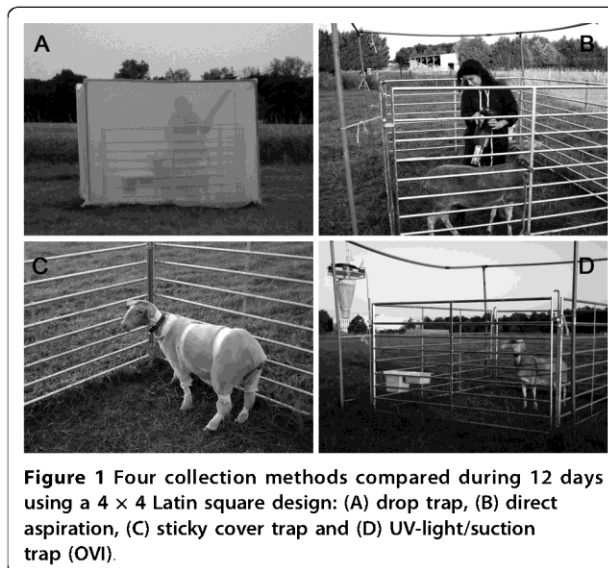 A
B
C
D
Figure 1 Four collection methods compared during 12 days
using a 4 × 4 Latin square design: (A) drop trap, (B) direct
aspiration, (C) sticky cover trap and (D) UV-light/suction
trap (OVI).